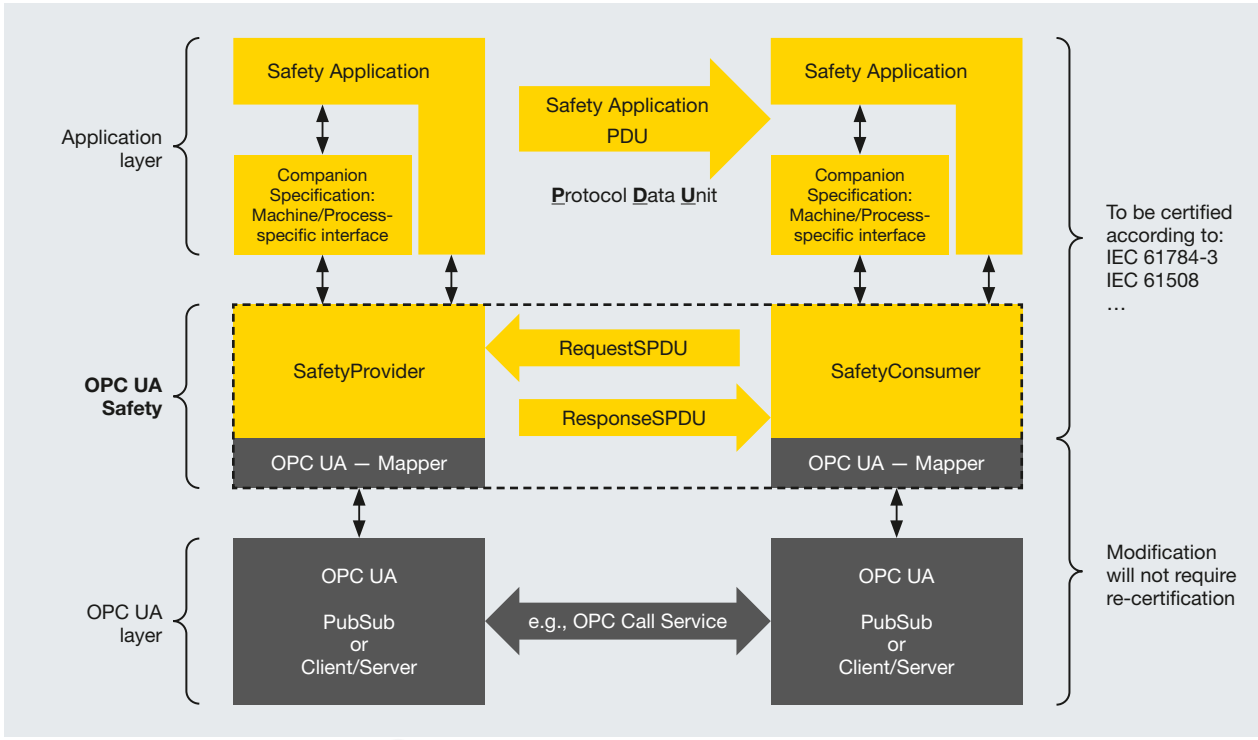 Application
layer
Safety Application
Companion
Specification:
Machine/Process-
specific interface
Safety Application
PDU
Protocol Data Unit
Safety Application
Companion
Specification:
Machine/Process-
specific interface
To be certified
according to:
IEC 61784-3
IEC 61508
…
OPC UA
Safety
SafetyProvider
OPC UA — Mapper
RequestSPDU
ResponseSPDU
SafetyConsumer
OPC UA — Mapper
OPC UA
layer
OPC UA
PubSub
or
Client/Server
e.g., OPC Call Service
OPC UA
PubSub
or
Client/Server
Modification
will not require
re-certification